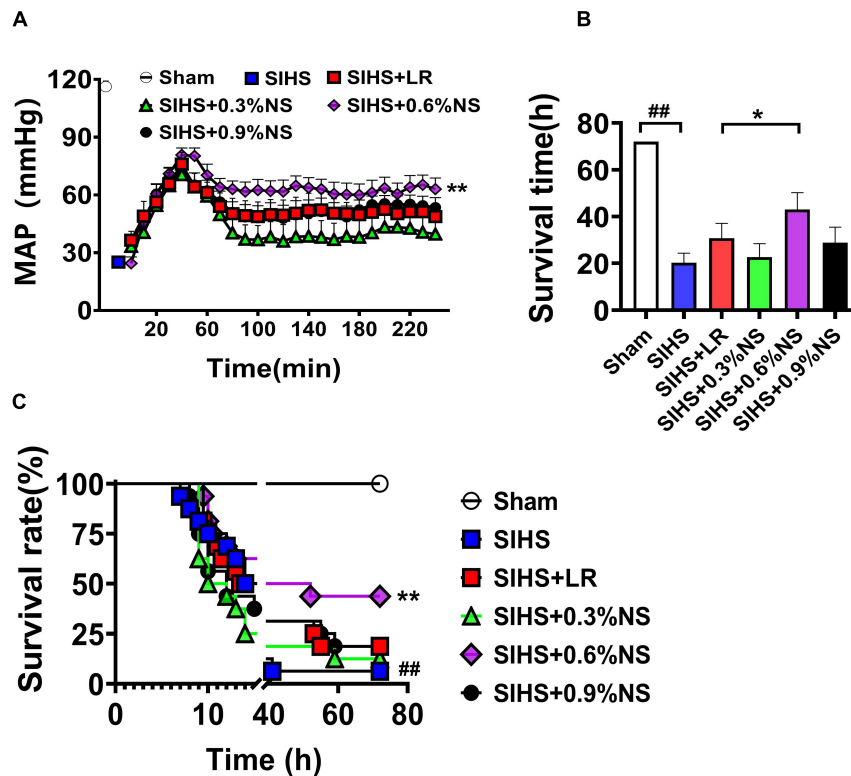 A
MAP (mmHg)
120
90
60
30
0
Sham SIHS SIHS+LR
SIHS+0.3%NS SIHS+0.6%NS
SIHS+0.9%NS
**
20 60 100 140 180 220
Time(min)
B
Survival time(h)
80
60
40
20
0
## *
Sham
SIHS
SIHS+LR
SIHS+0.3%NS
SIHS+0.6%NS
SIHS+0.9%NS
C
Survival rate(%)
100
75
50
25
0
**
##
0 10 40 60 80
Time (h)
Sham
SIHS
SIHS+LR
SIHS+0.3%NS
SIHS+0.6%NS
SIHS+0.9%NS